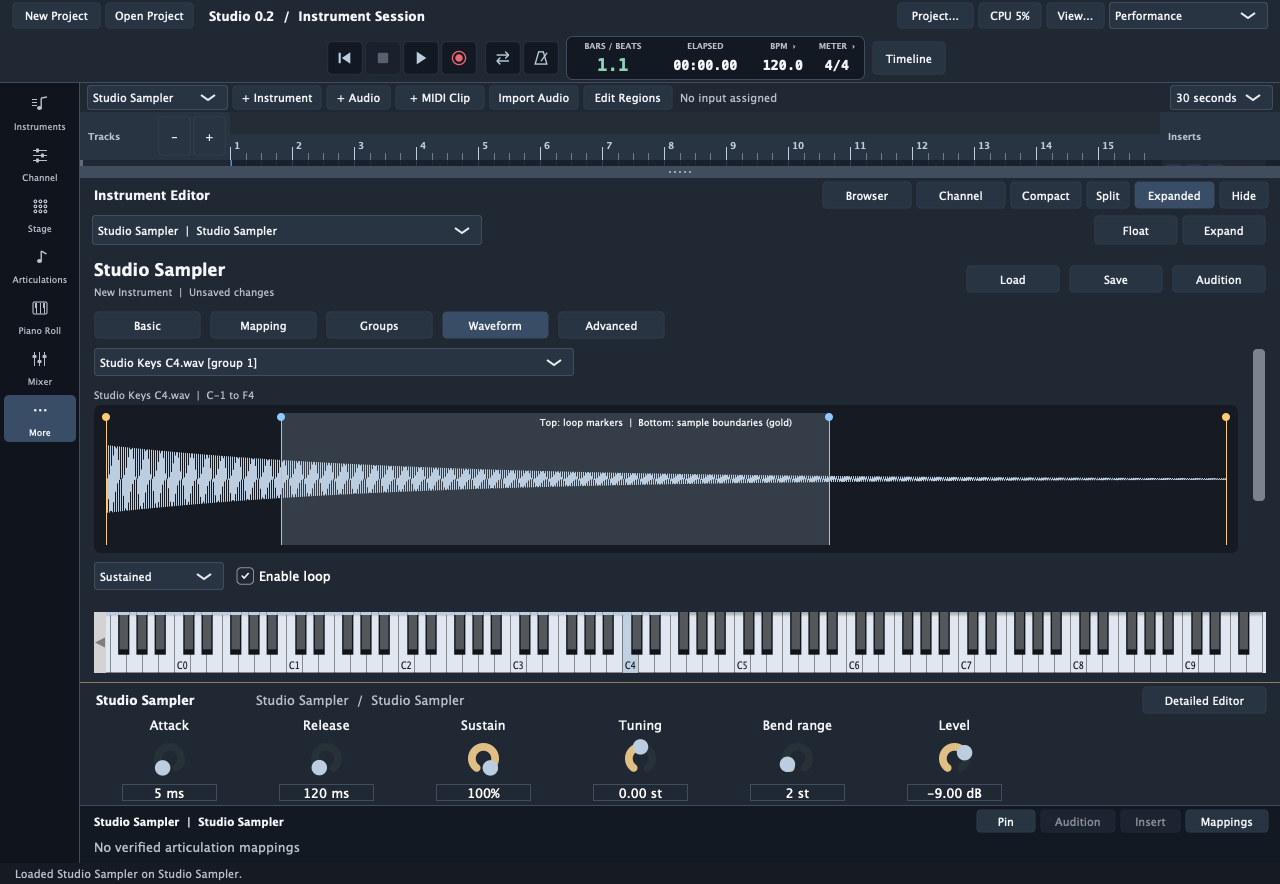 New Project Open Project Studio 0.2 / Instrument Session Project... CPU 5% View... Performance
BARS / BEATS ELAPSED BPM › METER ›
1.1 00:00.00 120.0 4/4 Timeline
Studio Sampler + Instrument + Audio + MIDI Clip Import Audio Edit Regions No input assigned 30 seconds
Instruments
Tracks - + 1 2 3 4 5 6 7 8 9 10 11 12 13 14 15 Inserts
Channel
Stage
Articulations
Piano Roll
Mixer
More
Instrument Editor Browser Channel Compact Split Expanded Hide
Studio Sampler | Studio Sampler Float Expand
Studio Sampler
New Instrument | Unsaved changes Load Save Audition
Basic Mapping Groups Waveform Advanced
Studio Keys C4.wav [group 1]
Studio Keys C4.wav | C-1 to F4
Top: loop markers | Bottom: sample boundaries (gold)
Sustained Enable loop
C0 C1 C2 C3 C4 C5 C6 C7 C8 C9
Studio Sampler Studio Sampler / Studio Sampler Detailed Editor
Attack Release Sustain Tuning Bend range Level
5 ms 120 ms 100% 0.00 st 2 st -9.00 dB
Studio Sampler | Studio Sampler Pin Audition Insert Mappings
No verified articulation mappings
Loaded Studio Sampler on Studio Sampler.